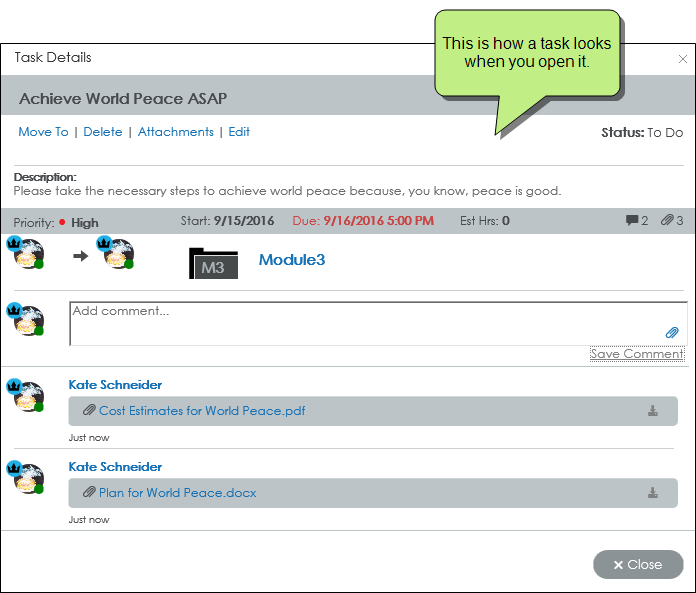 This is how a task looks
when you open it.
Task Details
Achieve World Peace ASAP
Move To | Delete | Attachments | Edit
Status: To Do
Description:
Please take the necessary steps to achieve world peace because, you know, peace is good.
Priority: High Start: 9/15/2016 Due: 9/16/2016 5:00 PM Est Hrs: 0 2 3
M3 Module3
Add comment...
Save Comment
Kate Schneider
Cost Estimates for World Peace.pdf
Just now
Kate Schneider
Plan for World Peace.docx
Just now
Close